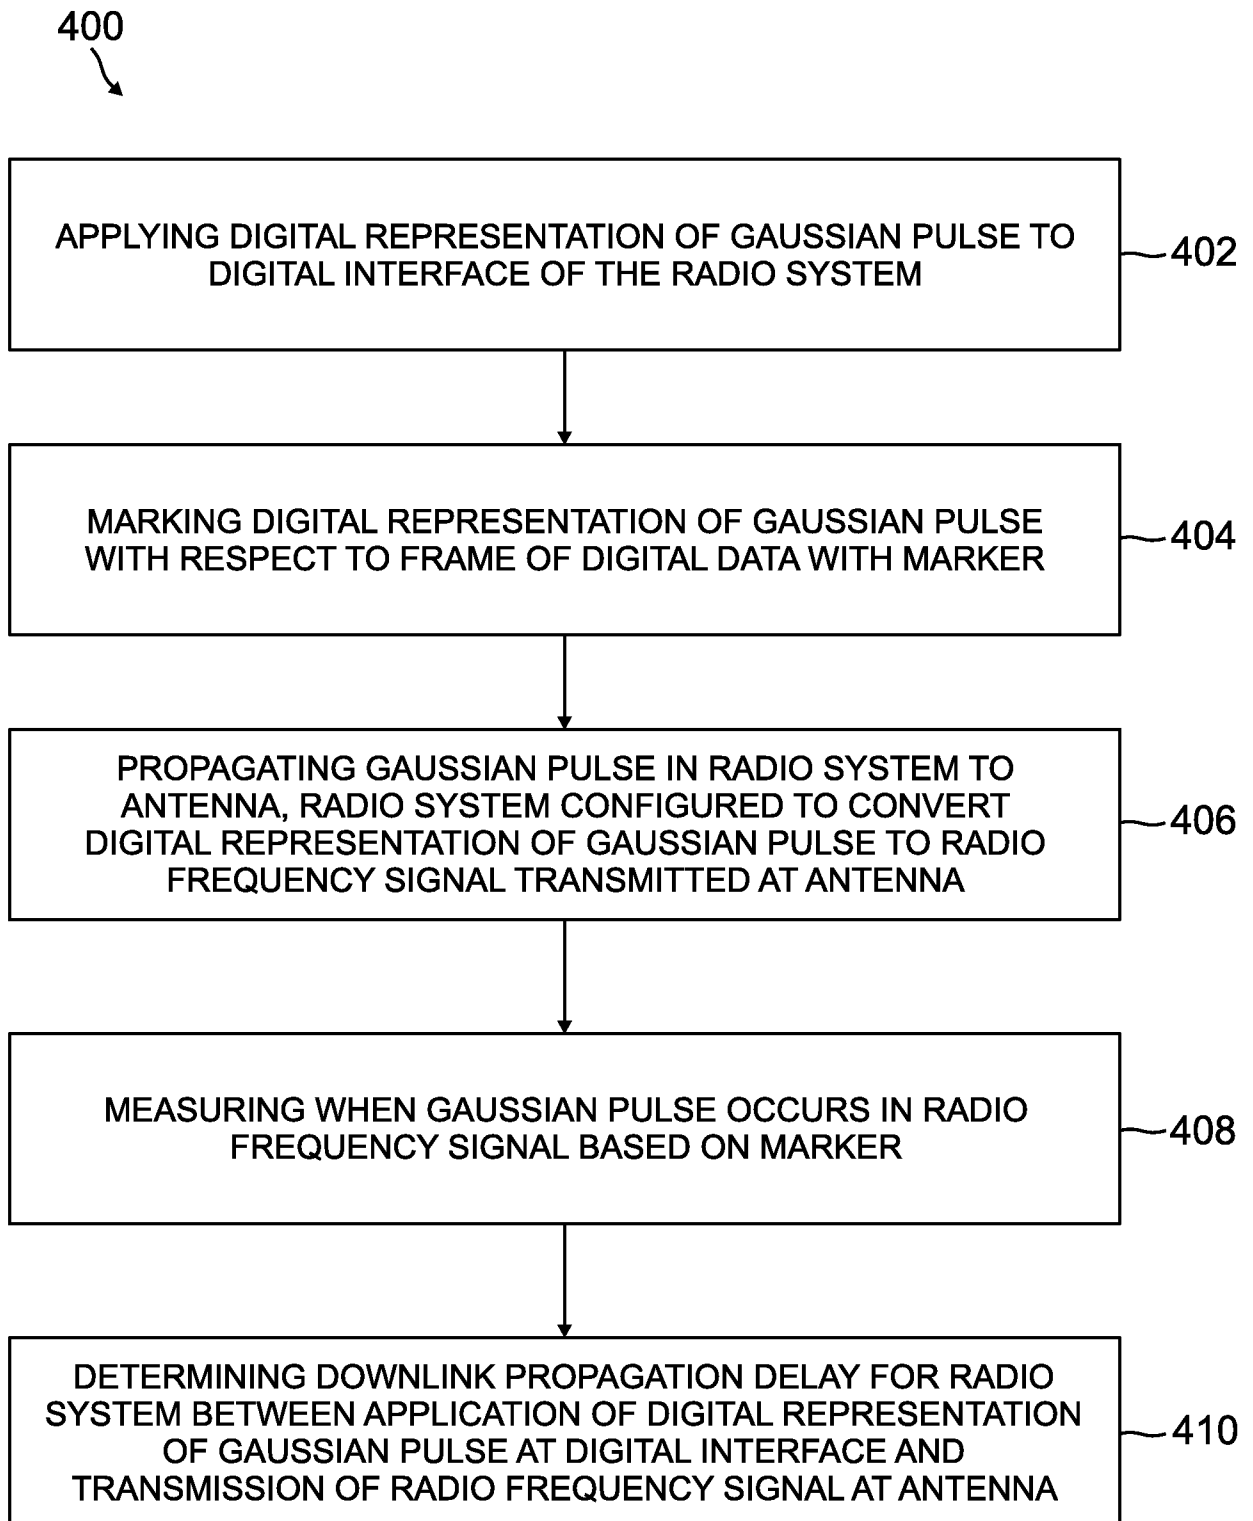 400
APPLYING DIGITAL REPRESENTATION OF GAUSSIAN PULSE TO
DIGITAL INTERFACE OF THE RADIO SYSTEM
402
MARKING DIGITAL REPRESENTATION OF GAUSSIAN PULSE
WITH RESPECT TO FRAME OF DIGITAL DATA WITH MARKER
404
PROPAGATING GAUSSIAN PULSE IN RADIO SYSTEM TO
ANTENNA, RADIO SYSTEM CONFIGURED TO CONVERT
DIGITAL REPRESENTATION OF GAUSSIAN PULSE TO RADIO
FREQUENCY SIGNAL TRANSMITTED AT ANTENNA
406
MEASURING WHEN GAUSSIAN PULSE OCCURS IN RADIO
FREQUENCY SIGNAL BASED ON MARKER
408
DETERMINING DOWNLINK PROPAGATION DELAY FOR RADIO
SYSTEM BETWEEN APPLICATION OF DIGITAL REPRESENTATION
OF GAUSSIAN PULSE AT DIGITAL INTERFACE AND
TRANSMISSION OF RADIO FREQUENCY SIGNAL AT ANTENNA
410